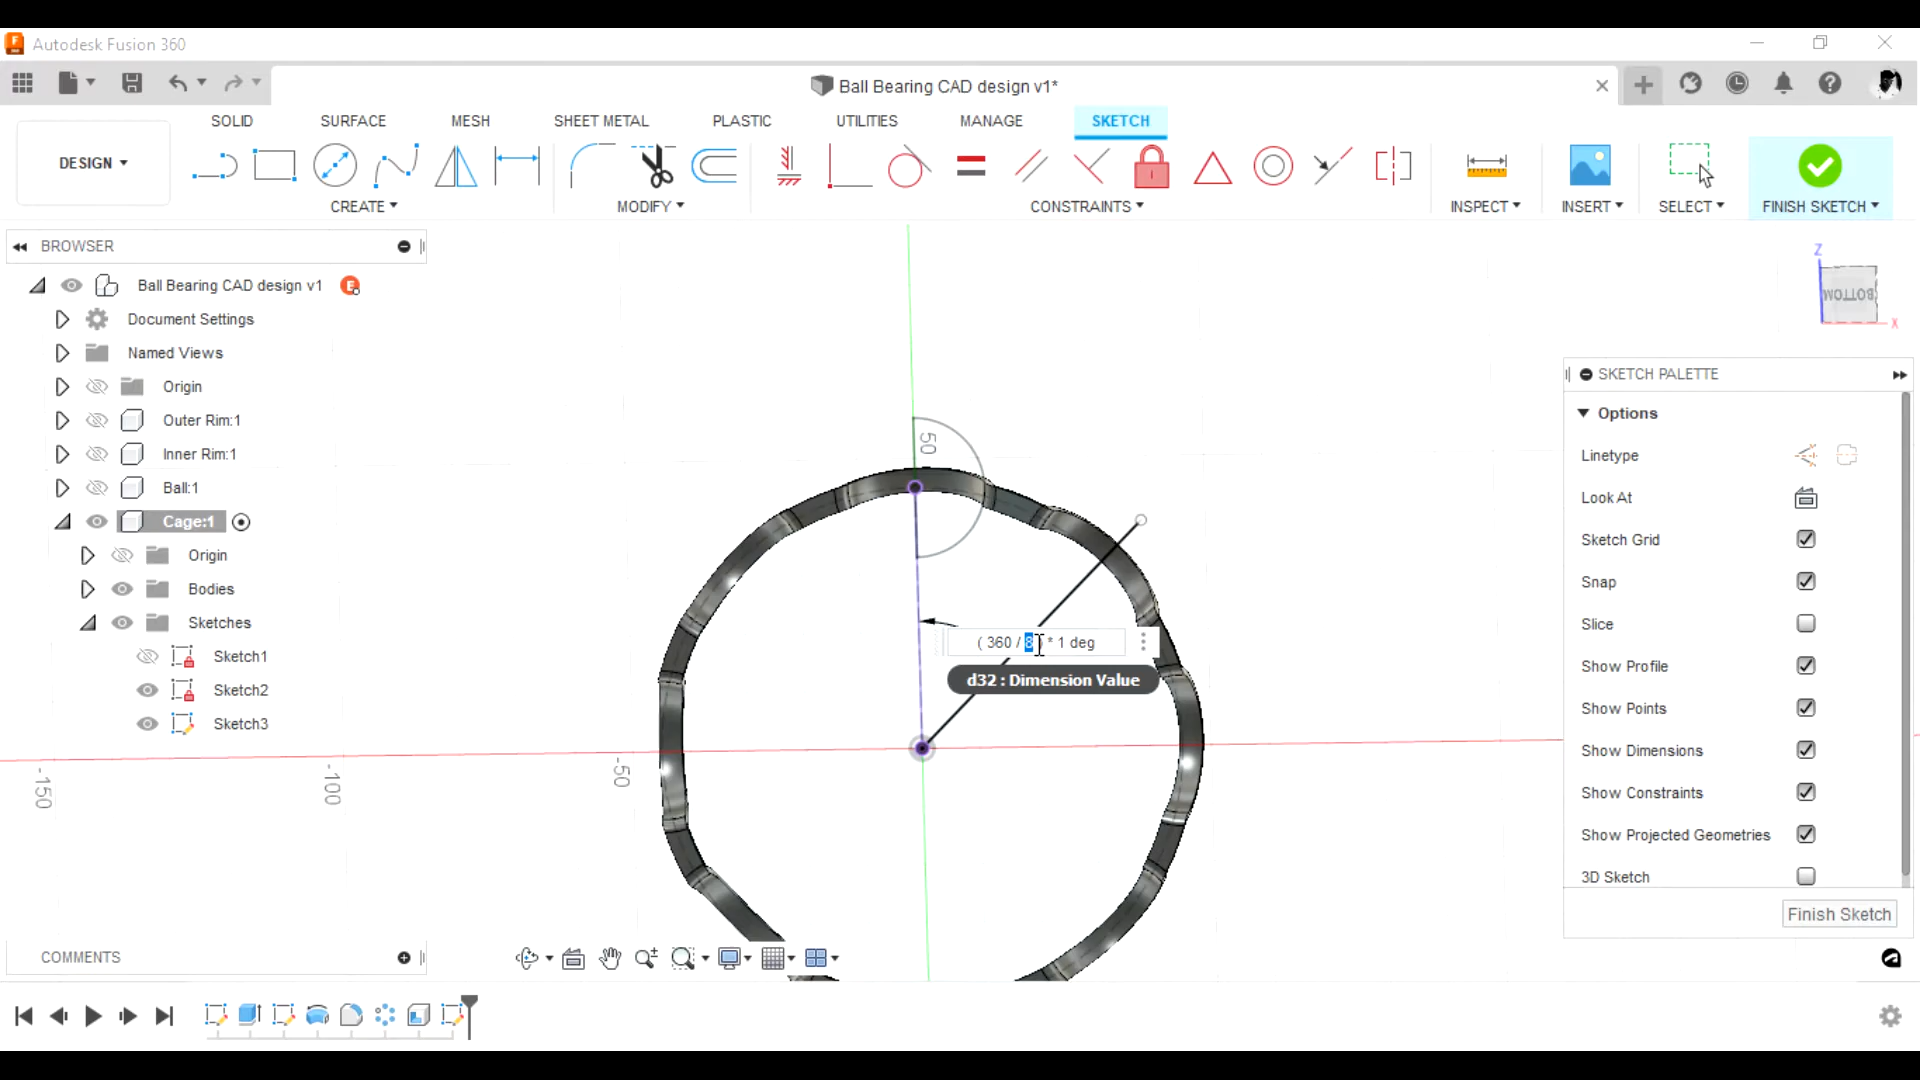 Autodesk Fusion 360
Ball Bearing CAD design v1*
SOLID SURFACE MESH SHEET METAL PLASTIC UTILITIES MANAGE SKETCH
DESIGN
CREATE MODIFY CONSTRAINTS INSPECT INSERT SELECT FINISH SKETCH
BROWSER
Ball Bearing CAD design v1
Document Settings
Named Views
Origin
Outer Rim:1
Inner Rim:1
Ball:1
Cage:1
Origin
Bodies
Sketches
Sketch1
Sketch2
Sketch3
50
( 360 / 8 ) * 1 deg
d32 : Dimension Value
-150
-100
-50
Z
BOTTOM
X
SKETCH PALETTE
Options
Linetype
Look At
Sketch Grid
Snap
Slice
Show Profile
Show Points
Show Dimensions
Show Constraints
Show Projected Geometries
3D Sketch
Finish Sketch
COMMENTS